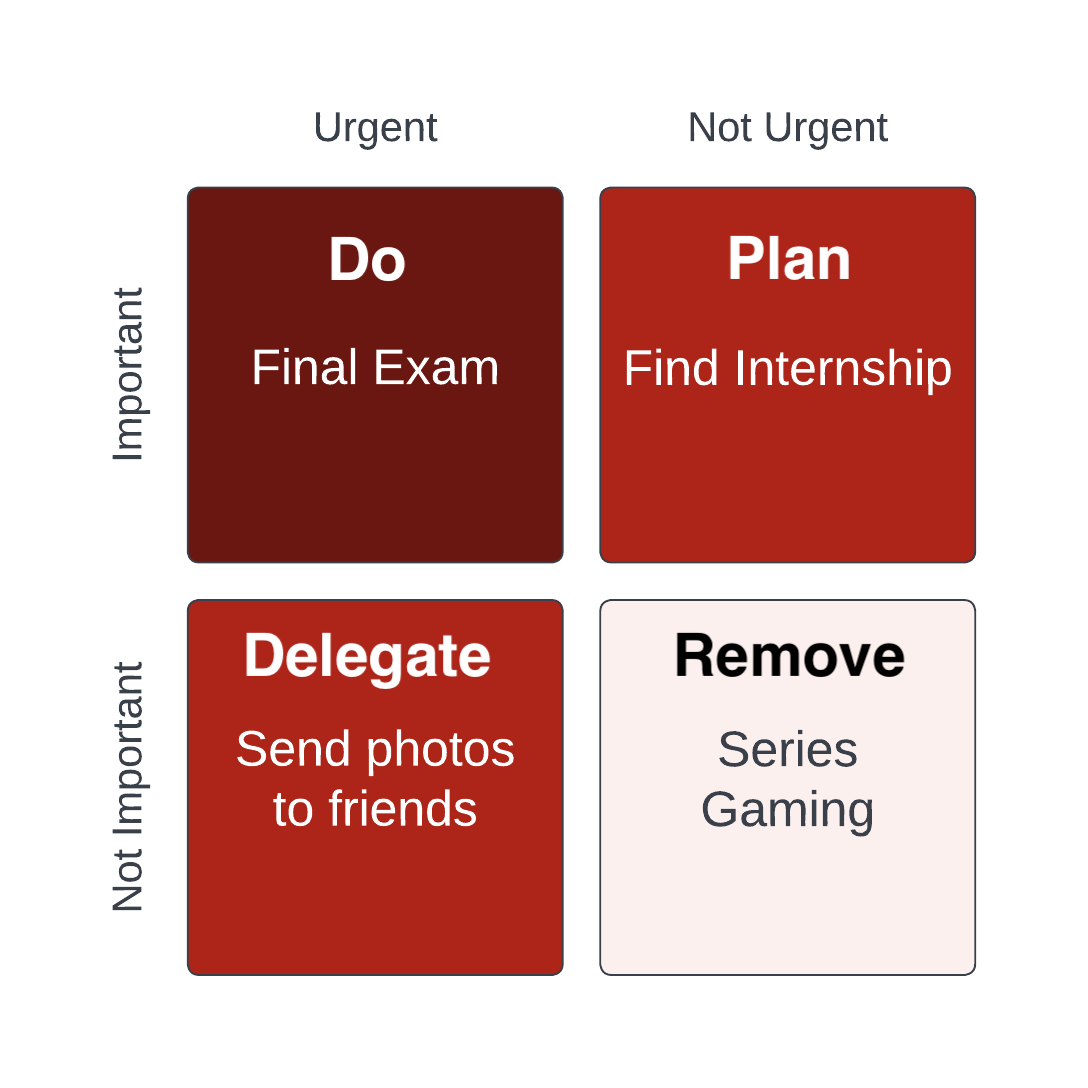 Urgent
Not Urgent
Important
Do
Final Exam
Plan
Find Internship
Not Important
Delegate
Send photos
to friends
Remove
Series
Gaming